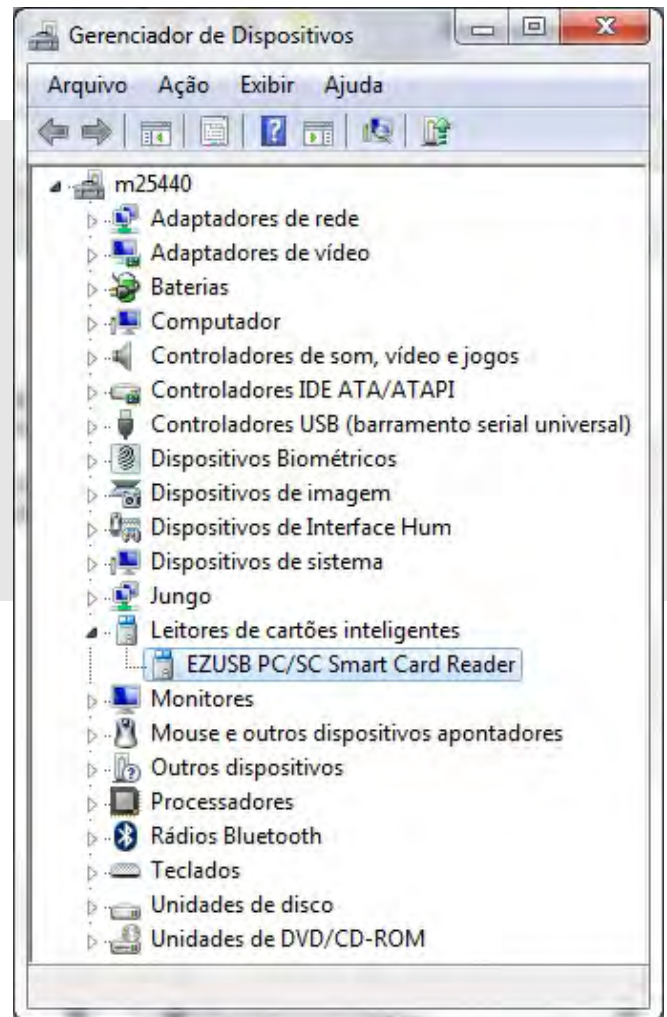 Gerenciador de Dispositivos
Arquivo Ação Exibir Ajuda
m25440
Adaptadores de rede
Adaptadores de vídeo
Baterias
Computador
Controladores de som, vídeo e jogos
Controladores IDE ATA/ATAPI
Controladores USB (barramento serial universal)
Dispositivos Biométricos
Dispositivos de imagem
Dispositivos de Interface Hum
Dispositivos de sistema
Jungo
Leitores de cartões inteligentes
EZUSB PC/SC Smart Card Reader
Monitores
Mouse e outros dispositivos apontadores
Outros dispositivos
Processadores
Rádios Bluetooth
Teclados
Unidades de disco
Unidades de DVD/CD-ROM